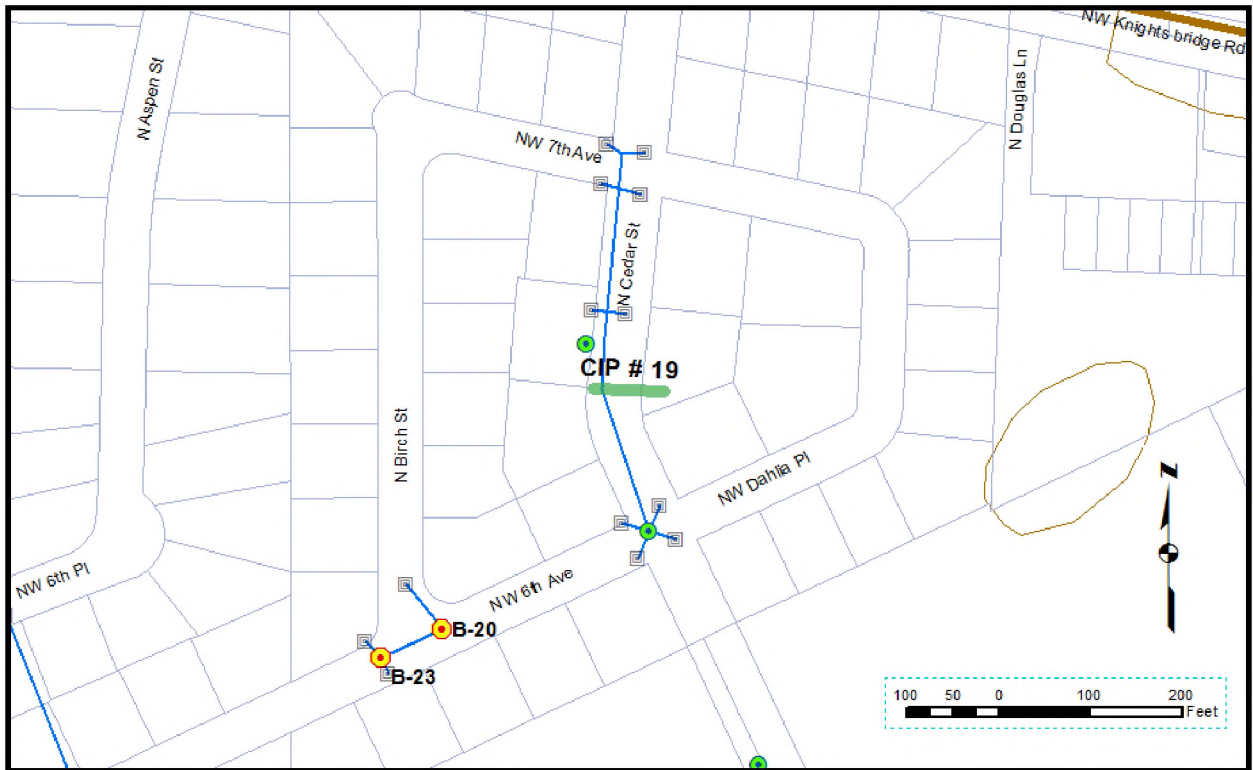 NW Knights bridge Rd
N Aspen St
N Douglas Ln
NW 7th Ave
N Cedar St
CIP # 19
N Birch St
NW Dahlia Pl
N
NW 6th Pl
NW 6th Ave
B-20
B-23
100 50 0 100 200
Feet